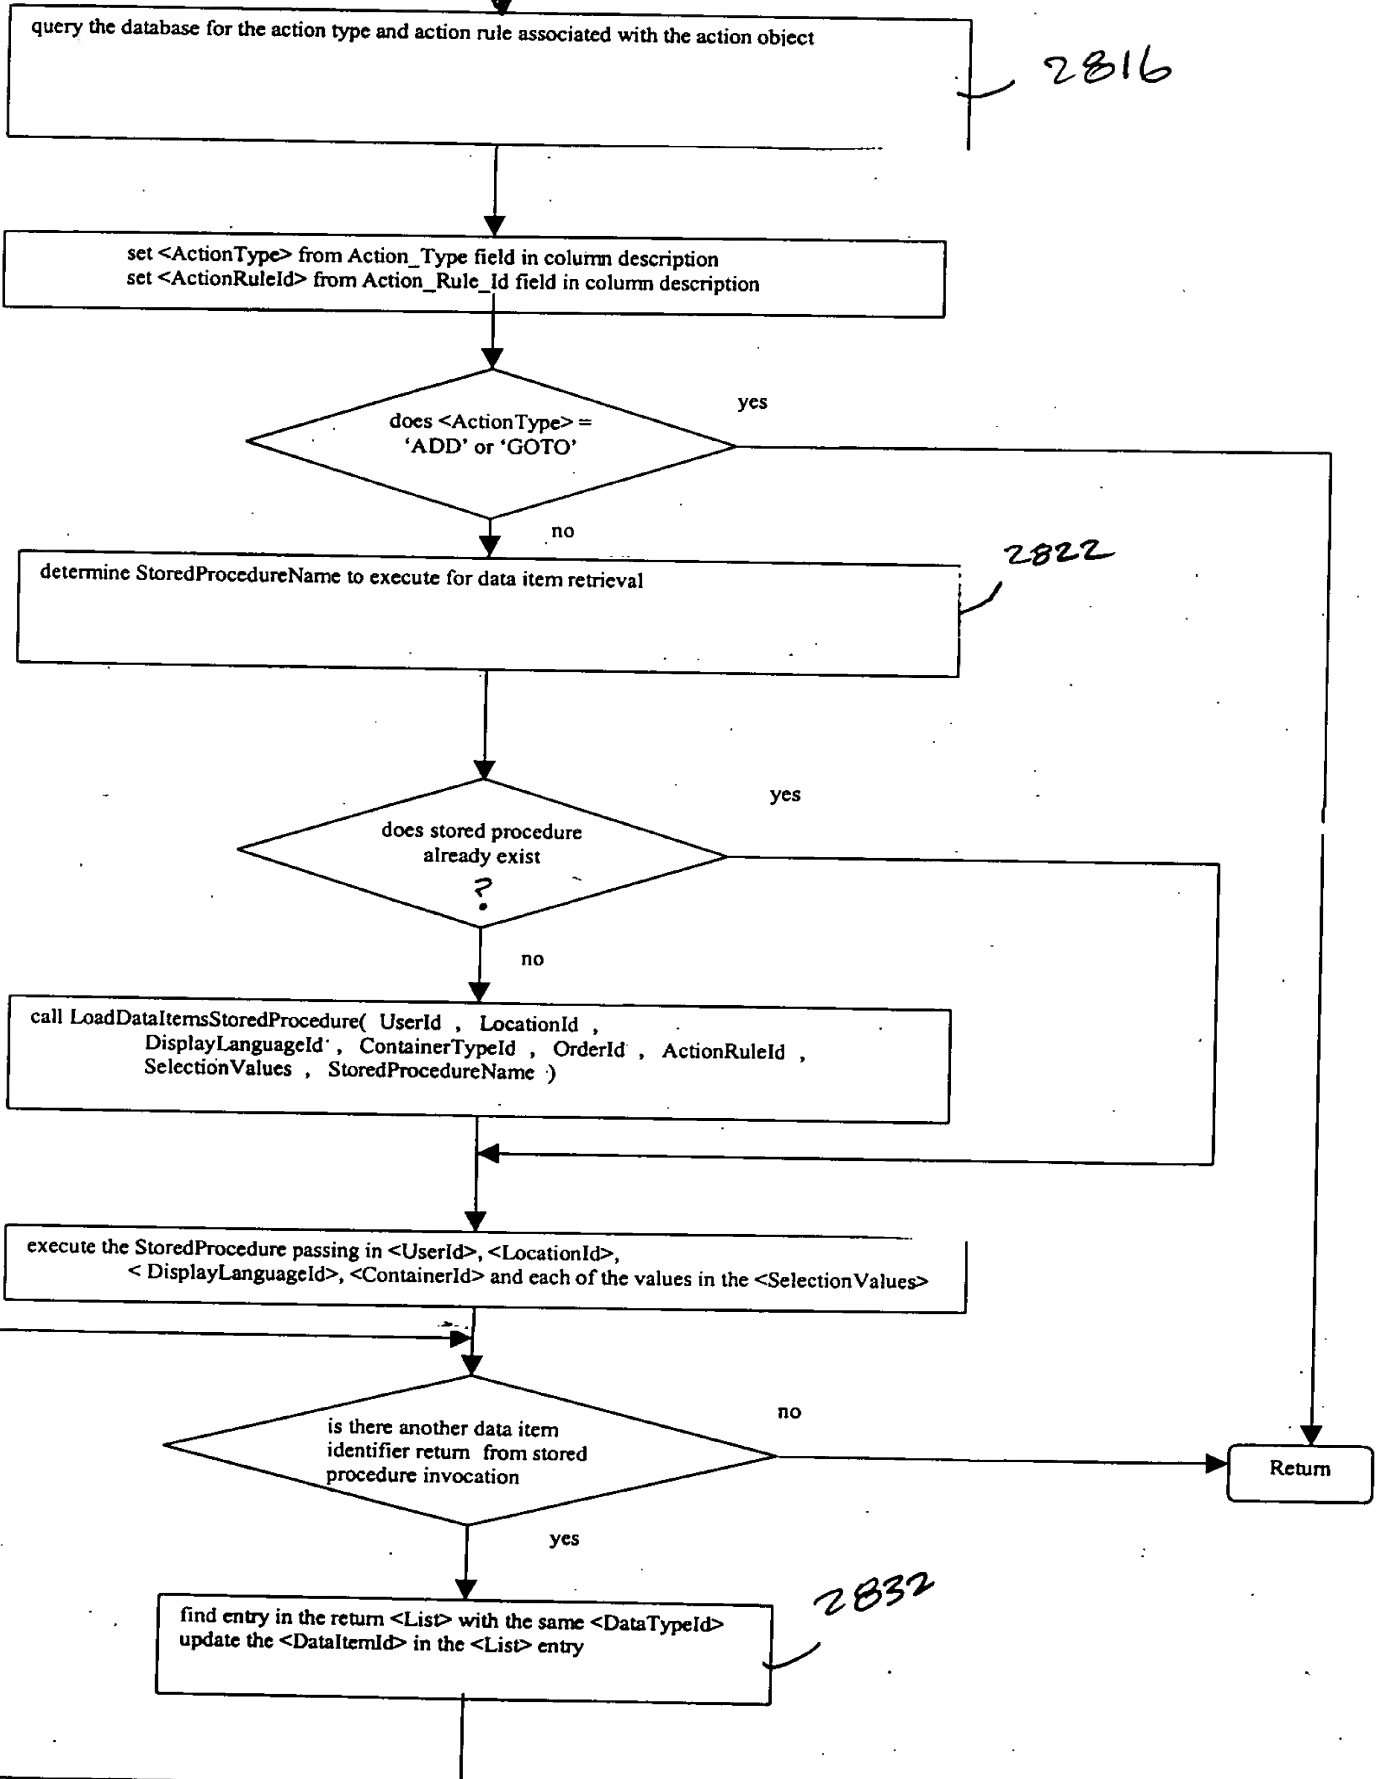 query the database for the action type and action rule associated with the action object
2816
set <ActionType> from Action_Type field in column description
set <ActionRuleId> from Action_Rule_Id field in column description
does <ActionType> =
'ADD' or 'GOTO'
yes
no
determine StoredProcedureName to execute for data item retrieval
2822
does stored procedure
already exist
?
yes
no
call LoadDataItemsStoredProcedure( UserId , LocationId ,
DisplayLanguageId , ContainerTypeId , OrderId , ActionRuleId ,
SelectionValues , StoredProcedureName )
execute the StoredProcedure passing in <UserId>, <LocationId>,
< DisplayLanguageId>, <ContainerId> and each of the values in the <SelectionValues>
is there another data item
identifier return from stored
procedure invocation
no
Return
yes
find entry in the return <List> with the same <DataTypeId>
update the <DataItemId> in the <List> entry
2832